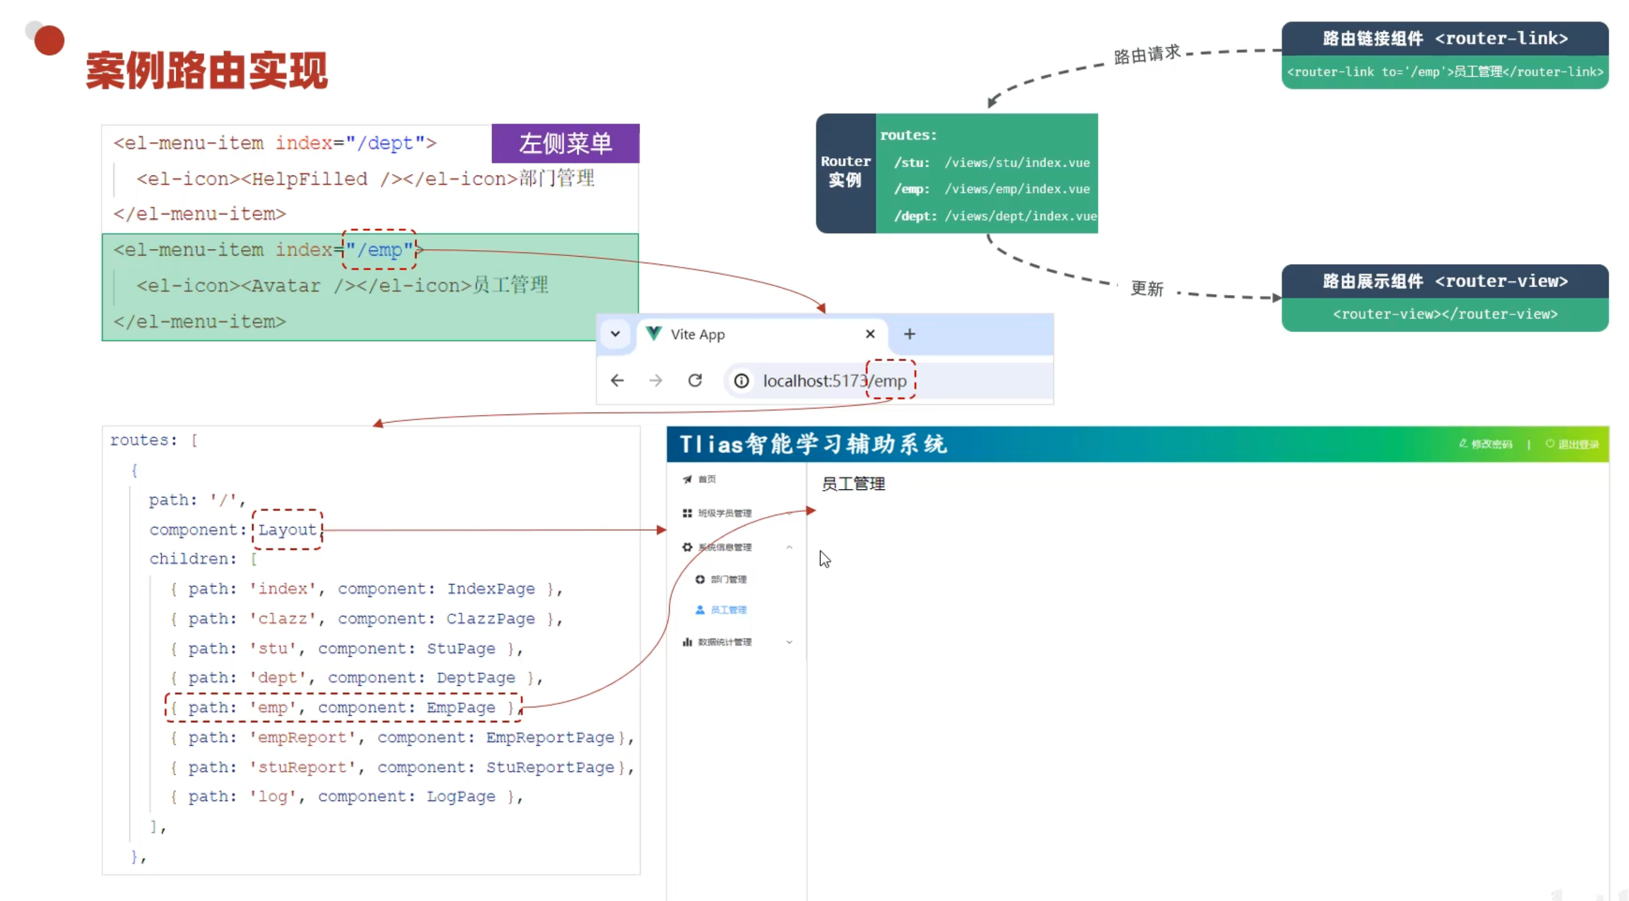 案例路由实现
<el-menu-item index="/dept">
左侧菜单
<el-icon><HelpFilled /></el-icon>部门管理
</el-menu-item>
<el-menu-item index="/emp">
<el-icon><Avatar /></el-icon>员工管理
</el-menu-item>
路由链接组件 <router-link>
<router-link to='/emp'>员工管理</router-link>
路由请求
Router
实例
routes:
/stu: /views/stu/index.vue
/emp: /views/emp/index.vue
/dept: /views/dept/index.vue
更新
路由展示组件 <router-view>
<router-view></router-view>
Vite App
localhost:5173/emp
routes: [
{
path: '/',
component: Layout,
children: [
{ path: 'index', component: IndexPage },
{ path: 'clazz', component: ClazzPage },
{ path: 'stu', component: StuPage },
{ path: 'dept', component: DeptPage },
{ path: 'emp', component: EmpPage },
{ path: 'empReport', component: EmpReportPage},
{ path: 'stuReport', component: StuReportPage},
{ path: 'log', component: LogPage },
],
},
Tlias智能学习辅助系统
修改密码 | 退出登录
首页
班级学员管理
系统信息管理
部门管理
员工管理
数据统计管理
员工管理